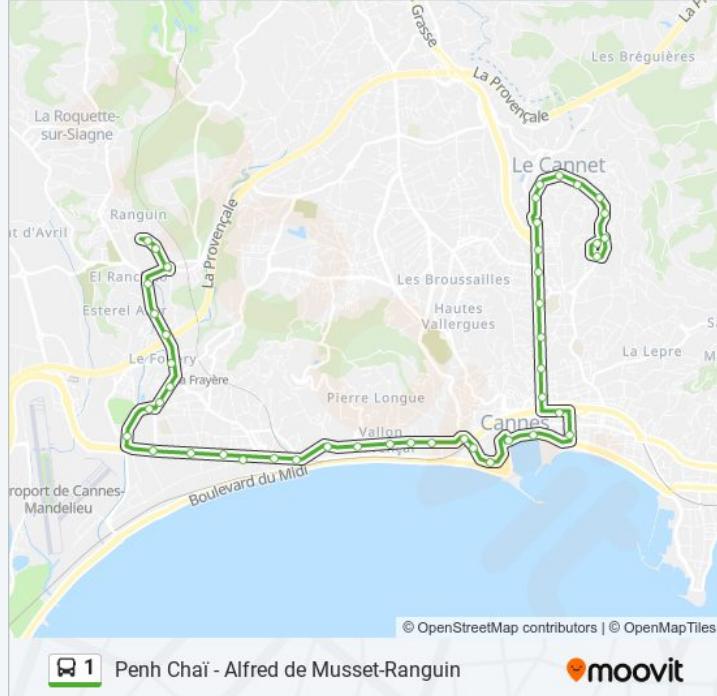 Grasse
La Provençale
Les Bréguières
La Provençale
La Roquette-
sur-Siagne
Le Cannet
Ranguin
La Provençale
El Ranc
Les Broussailles
Esterel A
Hautes
Vallergues
La Lepre
Le Fo
ry
Frayère
Pierre Longue
Cannes
Vallon
Boulevard du Midi
roport de Cannes-
Mandelieu
© OpenStreetMap contributors | © OpenMapTiles
1 Penh Chaï - Alfred de Musset-Ranguin
moovit